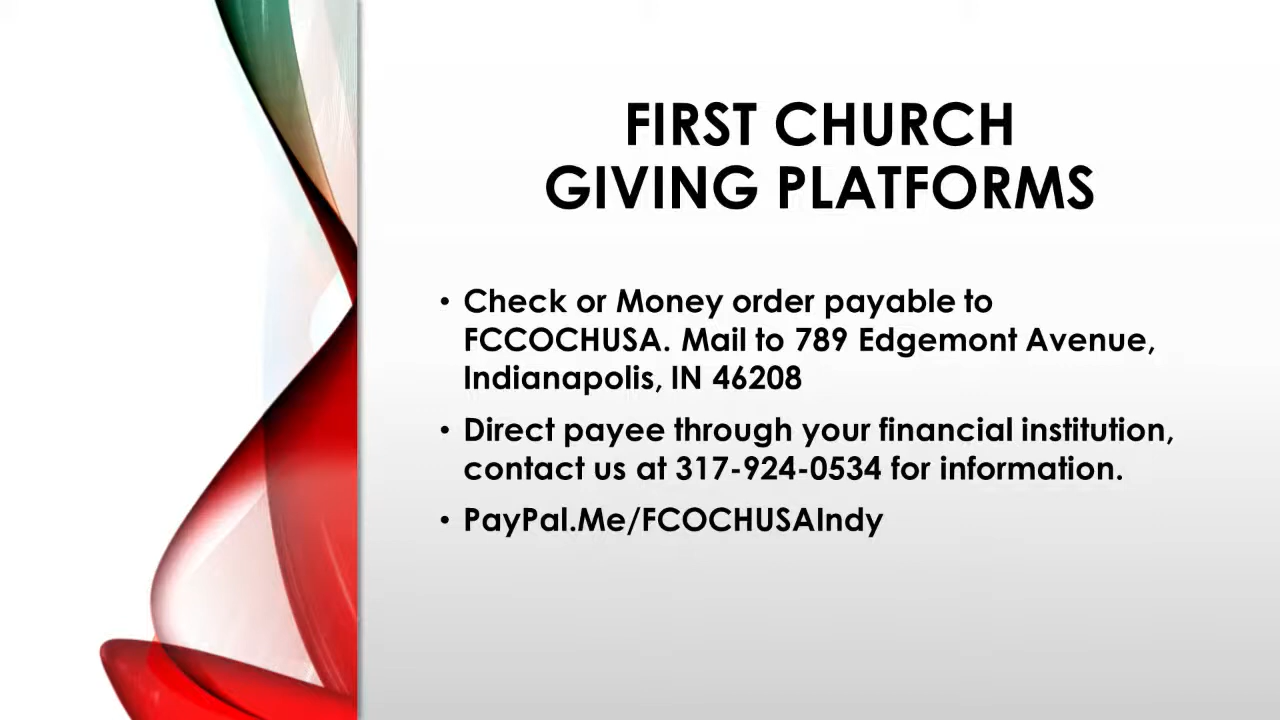 FIRST CHURCH
GIVING PLATFORMS
• Check or Money order payable to
FCCOCHUSA. Mail to 789 Edgemont Avenue,
Indianapolis, IN 46208
• Direct payee through your financial institution,
contact us at 317-924-0534 for information.
• PayPal.Me/FCOCHUSAIndy